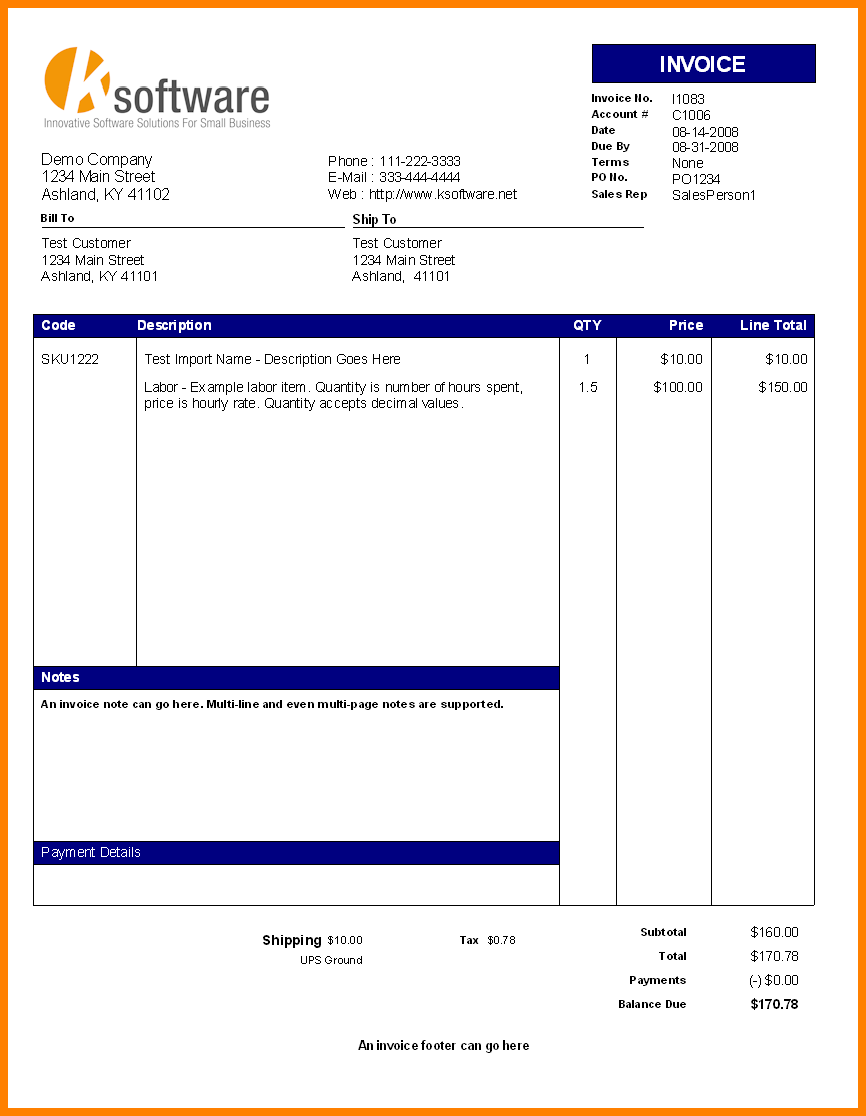 ksoftware
Innovative Software Solutions For Small Business
INVOICE
Invoice No. I1083
Account # C1006
Date 08-14-2008
Due By 08-31-2008
Terms None
PO No. PO1234
Sales Rep SalesPerson1
Demo Company
1234 Main Street
Ashland, KY 41102
Phone : 111-222-3333
E-Mail : 333-444-4444
Web : http://www.ksoftware.net
Bill To
Test Customer
1234 Main Street
Ashland, KY 41101
Ship To
Test Customer
1234 Main Street
Ashland, 41101
Code Description QTY Price Line Total
SKU1222 Test Import Name - Description Goes Here 1 $10.00 $10.00
Labor - Example labor item. Quantity is number of hours spent, 1.5 $100.00 $150.00
price is hourly rate. Quantity accepts decimal values.
Notes
An invoice note can go here. Multi-line and even multi-page notes are supported.
Payment Details
Shipping $10.00
UPS Ground
Tax $0.78
Subtotal $160.00
Total $170.78
Payments (-) $0.00
Balance Due $170.78
An invoice footer can go here